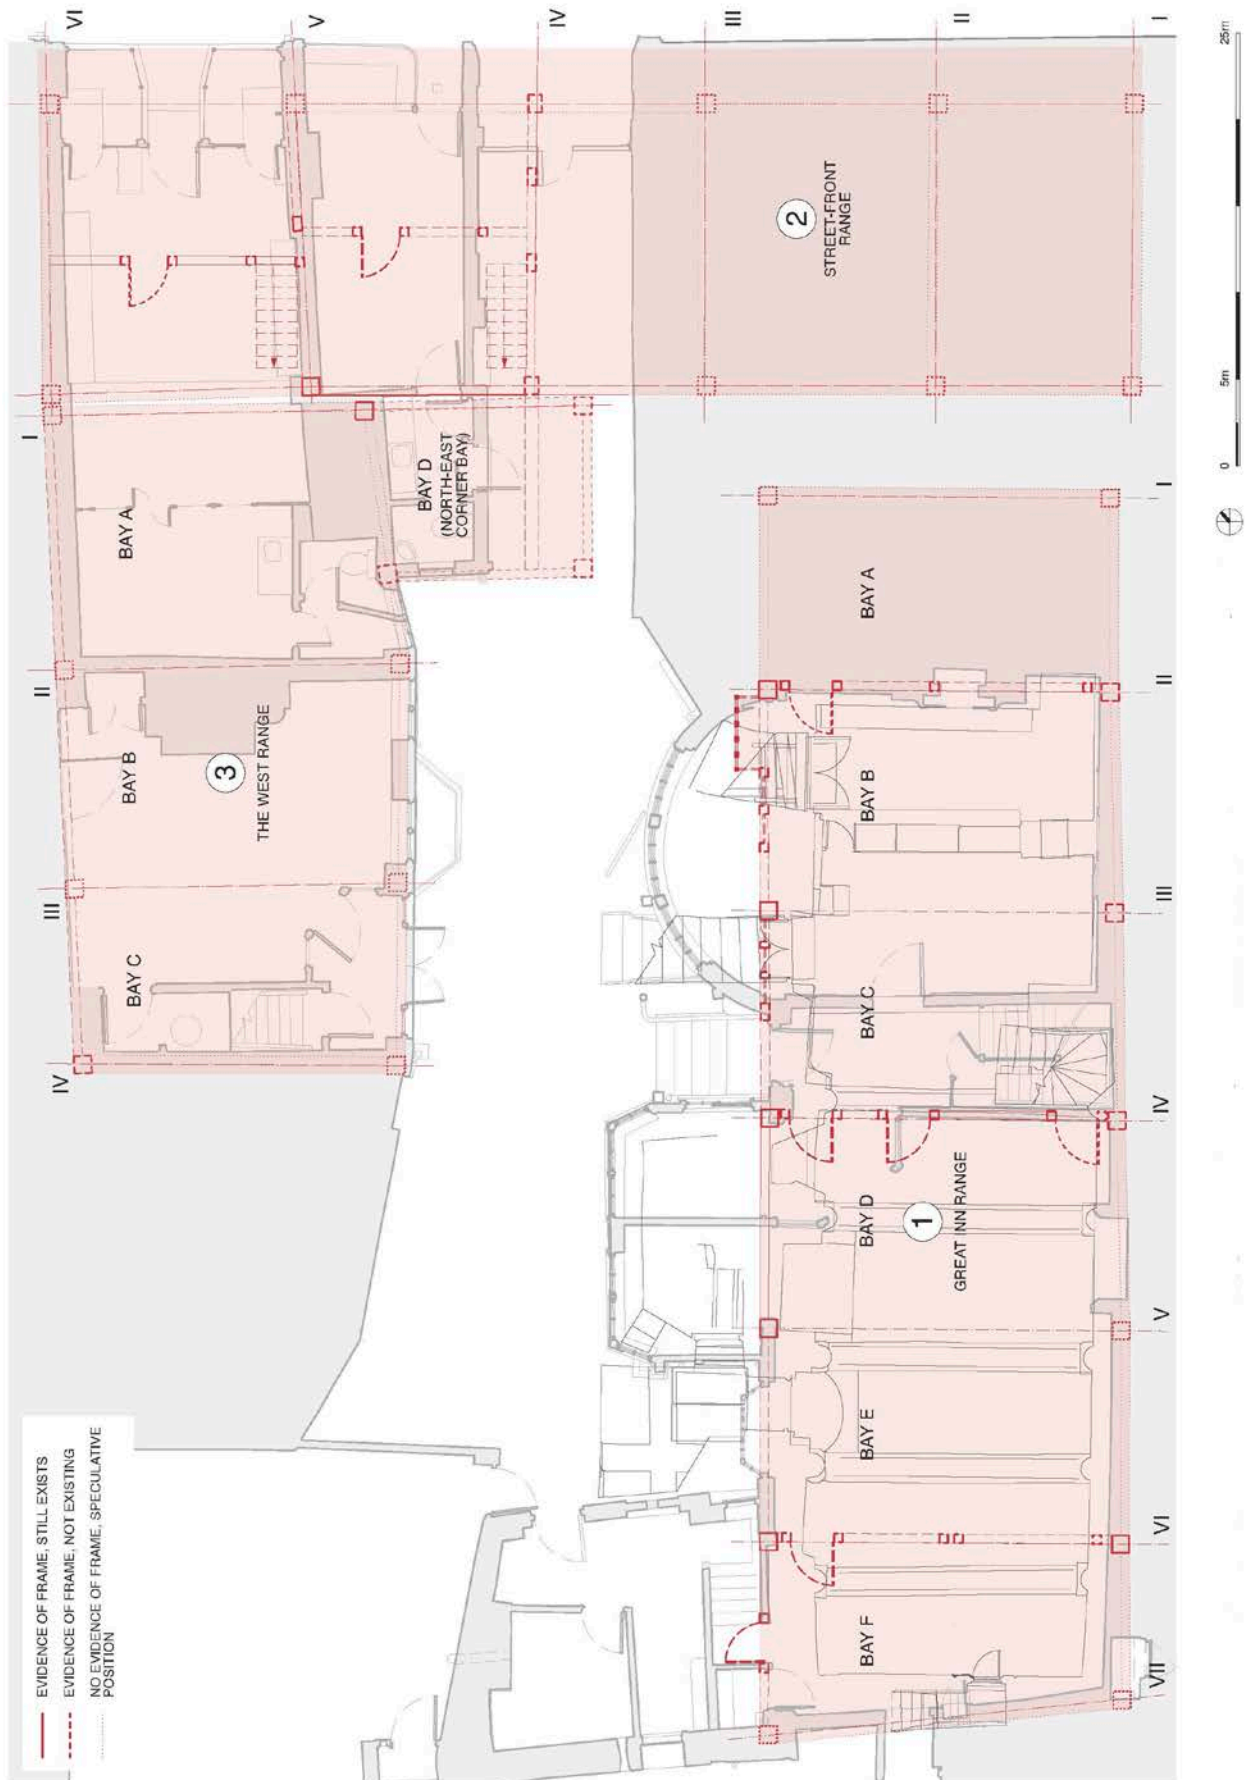 EVIDENCE OF FRAME, STILL EXISTS
EVIDENCE OF FRAME, NOT EXISTING
NO EVIDENCE OF FRAME, SPECULATIVE
POSITION
VI
V
IV
III
II
I
2
STREET-FRONT
RANGE
I
II
III
IV
BAY A
BAY B
BAY C
3
THE WEST RANGE
BAY D
(NORTH-EAST
CORNER BAY)
BAY A
BAY B
BAY C
BAY D
BAY E
BAY F
1
GREAT INN RANGE
I
II
III
IV
V
VI
VII
0
5m
25m